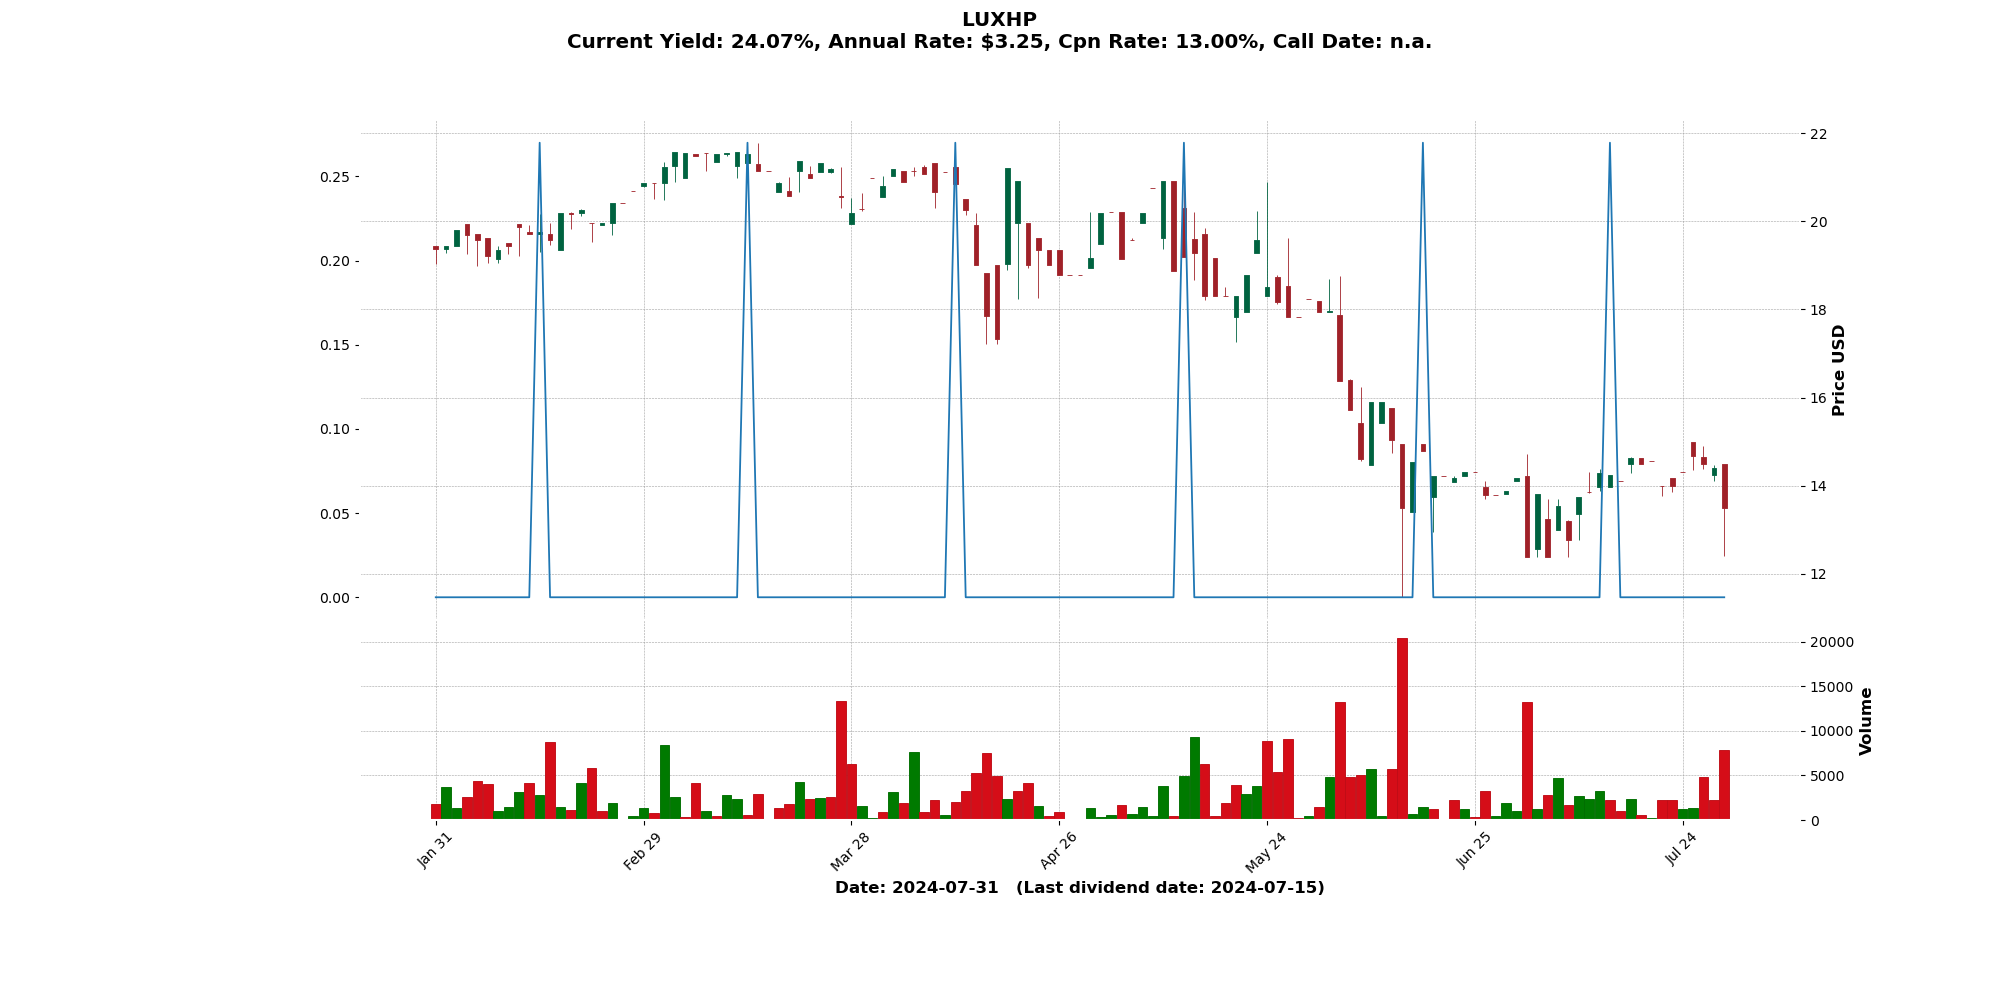 LUXHP
Current Yield: 24.07%, Annual Rate: $3.25, Cpn Rate: 13.00%, Call Date: n.a.
22
0.25
20
0.20
18
0.15
Price USD
16
0.10
14
0.05
12
0.00
20000
15000
10000
Volume
5000
0
Jan 31
Feb 29
Mar 28
Apr 26
May 24
Jun 25
Jul 24
Date: 2024-07-31   (Last dividend date: 2024-07-15)